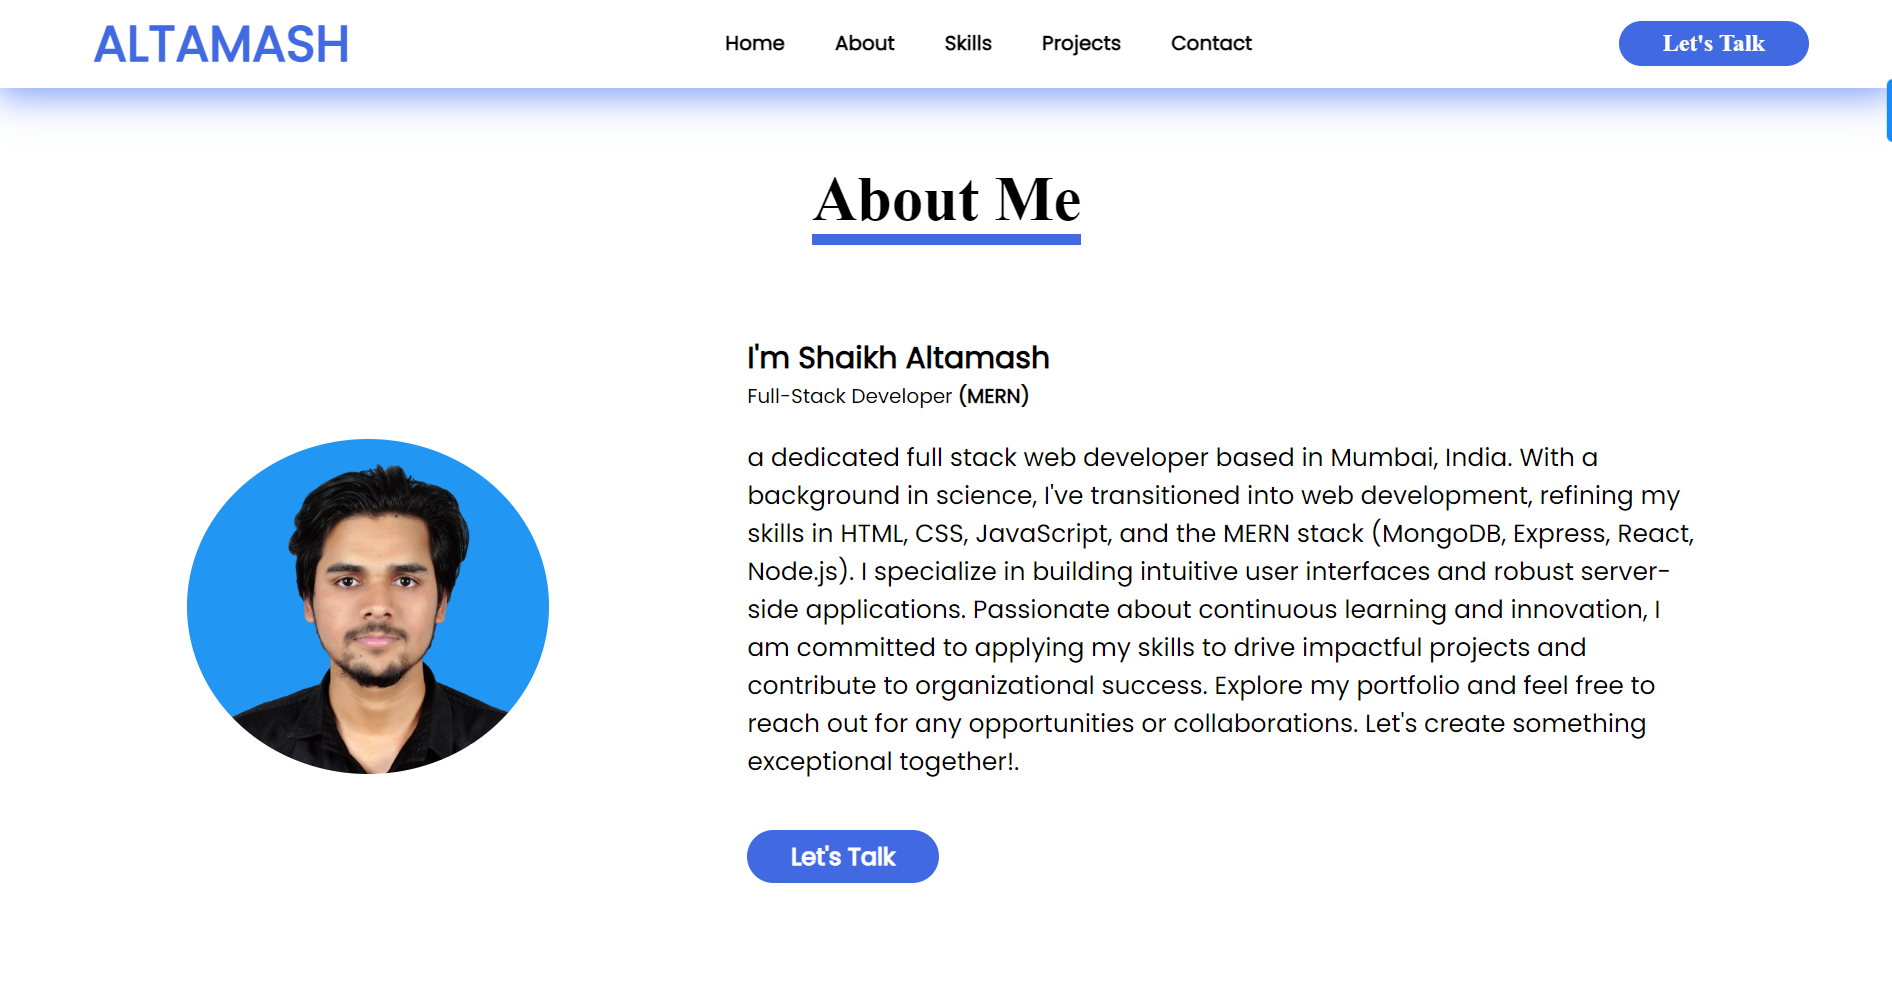 ALTAMASH
Home About Skills Projects Contact
Let's Talk
About Me
I'm Shaikh Altamash
Full-Stack Developer (MERN)
a dedicated full stack web developer based in Mumbai, India. With a
background in science, I've transitioned into web development, refining my
skills in HTML, CSS, JavaScript, and the MERN stack (MongoDB, Express, React,
Node.js). I specialize in building intuitive user interfaces and robust server-
side applications. Passionate about continuous learning and innovation, I
am committed to applying my skills to drive impactful projects and
contribute to organizational success. Explore my portfolio and feel free to
reach out for any opportunities or collaborations. Let's create something
exceptional together!.
Let's Talk